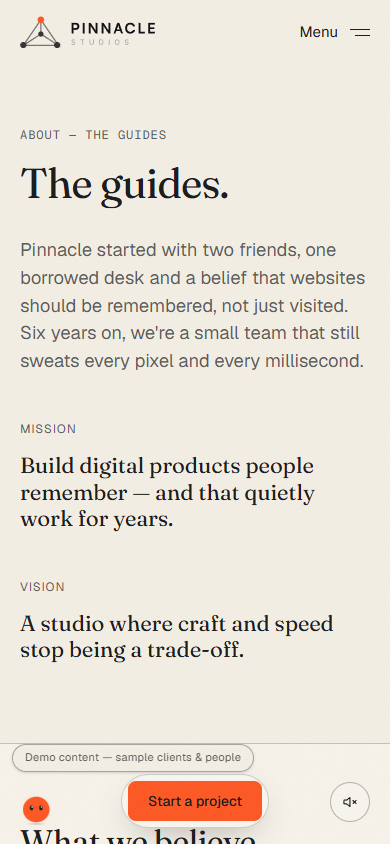 PINNACLE
STUDIOS
Menu
ABOUT — THE GUIDES
The guides.
Pinnacle started with two friends, one
borrowed desk and a belief that websites
should be remembered, not just visited.
Six years on, we're a small team that still
sweats every pixel and every millisecond.
MISSION
Build digital products people
remember — and that quietly
work for years.
VISION
A studio where craft and speed
stop being a trade-off.
Demo content — sample clients & people
Start a project
What we believe